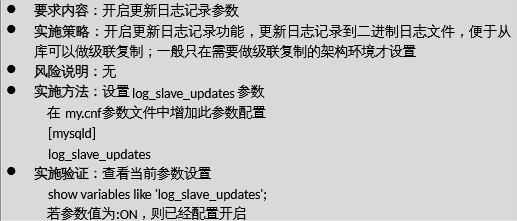 ● 要求内容：开启更新日志记录参数
● 实施策略：开启更新日志记录功能，更新日志记录到二进制日志文件，便于从
库可以做级联复制；一般只在需要做级联复制的架构环境才设置
● 风险说明：无
● 实施方法：设置 log_slave_updates 参数
在 my.cnf参数文件中增加此参数配置
[mysqld]
log_slave_updates
● 实施验证：查看当前参数设置
show variables like 'log_slave_updates';
若参数值为:ON，则已经配置开启